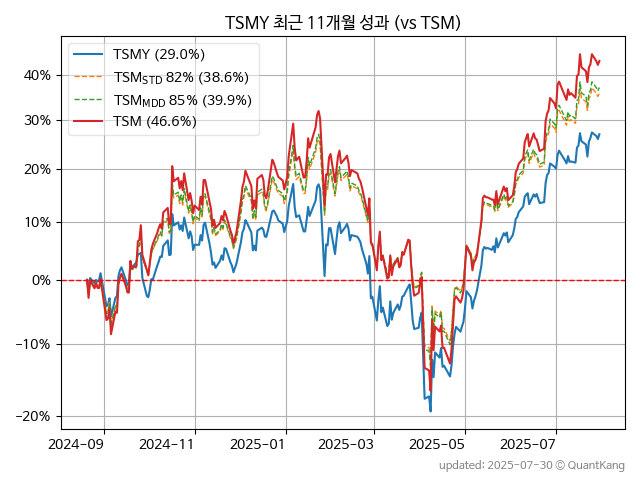 TSMY 최근 11개월 성과 (vs TSM)
TSMY (29.0%)
TSM_STD 82% (38.6%)
TSM_MDD 85% (39.9%)
TSM (46.6%)
40%
30%
20%
10%
0%
−10%
−20%
2024-09 2024-11 2025-01 2025-03 2025-05 2025-07
updated: 2025-07-30 © QuantKang